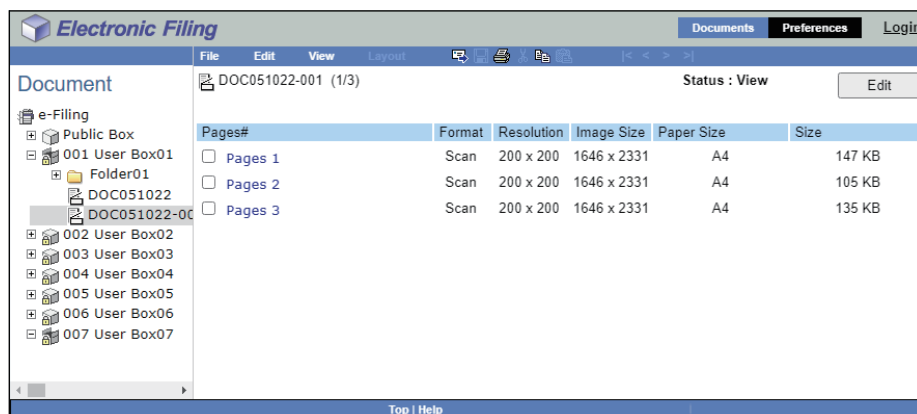 Electronic Filing
Documents Preferences Login
File Edit View Layout |< < > >|
Document
DOC051022-001 (1/3) Status : View Edit
e-Filing
Public Box
001 User Box01
Folder01
DOC051022
DOC051022-00
002 User Box02
003 User Box03
004 User Box04
005 User Box05
006 User Box06
007 User Box07
Pages# Format Resolution Image Size Paper Size Size
Pages 1 Scan 200 x 200 1646 x 2331 A4 147 KB
Pages 2 Scan 200 x 200 1646 x 2331 A4 105 KB
Pages 3 Scan 200 x 200 1646 x 2331 A4 135 KB
Top | Help